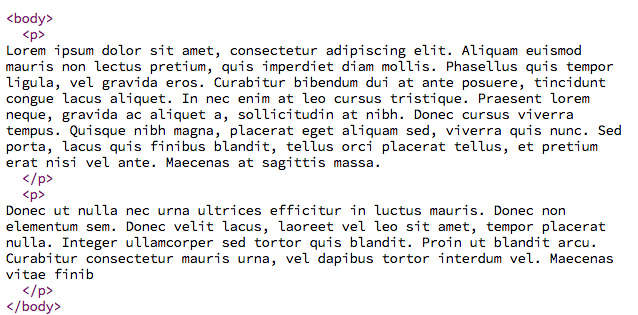 <body>
<p>
Lorem ipsum dolor sit amet, consectetur adipiscing elit. Aliquam euismod
mauris non lectus pretium, quis imperdiet diam mollis. Phasellus quis tempor
ligula, vel gravida eros. Curabitur bibendum dui at ante posuere, tincidunt
congue lacus aliquet. In nec enim at leo cursus tristique. Praesent lorem
neque, gravida ac aliquet a, sollicitudin at nibh. Donec cursus viverra
tempus. Quisque nibh magna, placerat eget aliquam sed, viverra quis nunc. Sed
porta, lacus quis finibus blandit, tellus orci placerat tellus, et pretium
erat nisi vel ante. Maecenas at sagittis massa.
</p>
<p>
Donec ut nulla nec urna ultrices efficitur in luctus mauris. Donec non
elementum sem. Donec velit lacus, laoreet vel leo sit amet, tempor placerat
nulla. Integer ullamcorper sed tortor quis blandit. Proin ut blandit arcu.
Curabitur consectetur mauris urna, vel dapibus tortor interdum vel. Maecenas
vitae finib
</p>
</body>